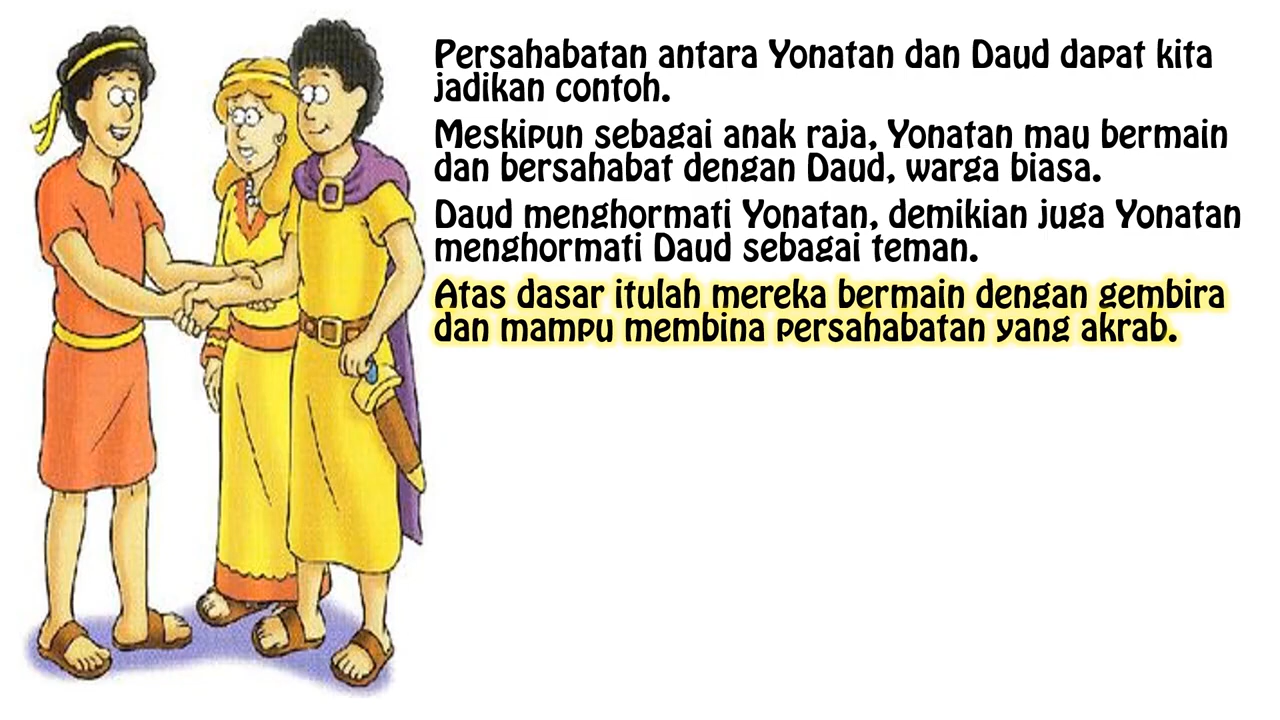 Persahabatan antara Yonatan dan Daud dapat kita
jadikan contoh.
Meskipun sebagai anak raja, Yonatan mau bermain
dan bersahabat dengan Daud, warga biasa.
Daud menghormati Yonatan, demikian juga Yonatan
menghormati Daud sebagai teman.
Atas dasar itulah mereka bermain dengan gembira
dan mampu membina persahabatan yang akrab.